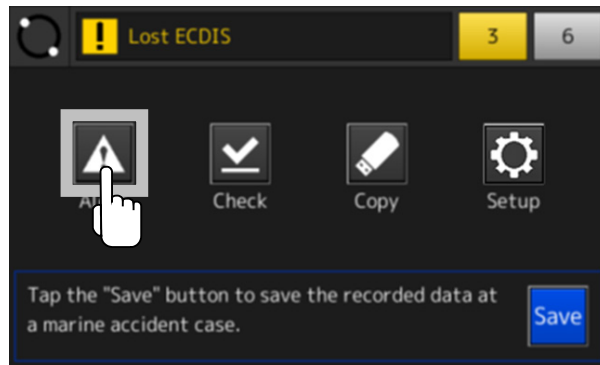 ! Lost ECDIS 3 6
Check Copy Setup
Tap the "Save" button to save the recorded data at
a marine accident case.
Save